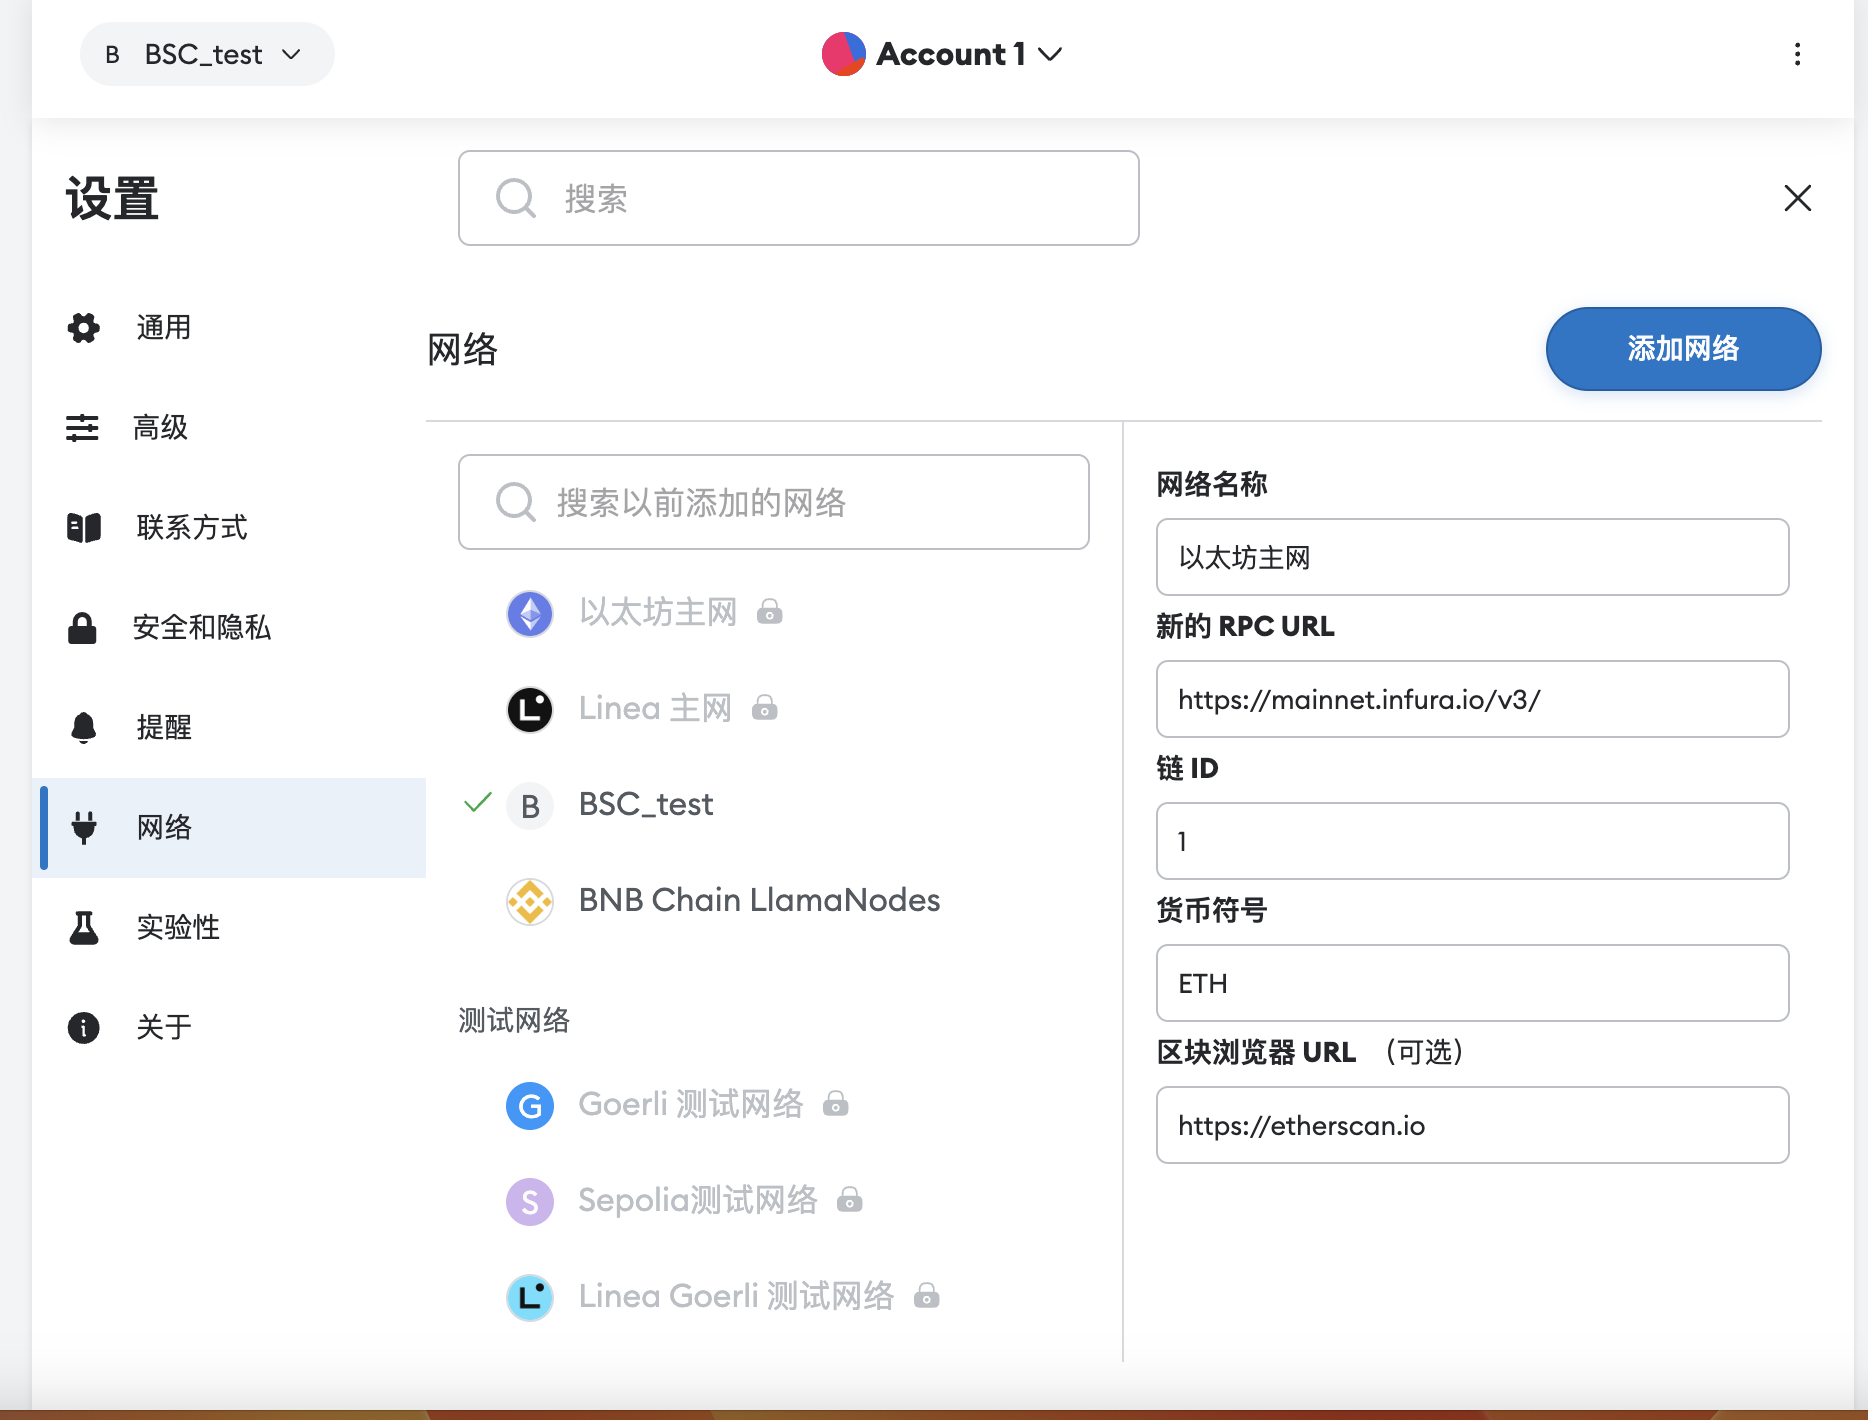 B BSC_test
Account 1
设置
搜索
通用
高级
联系方式
安全和隐私
提醒
网络
实验性
关于
网络
添加网络
搜索以前添加的网络
以太坊主网
Linea 主网
B BSC_test
BNB Chain LlamaNodes
测试网络
G Goerli 测试网络
S Sepolia测试网络
Linea Goerli 测试网络
网络名称
以太坊主网
新的 RPC URL
https://mainnet.infura.io/v3/
链 ID
1
货币符号
ETH
区块浏览器 URL （可选）
https://etherscan.io